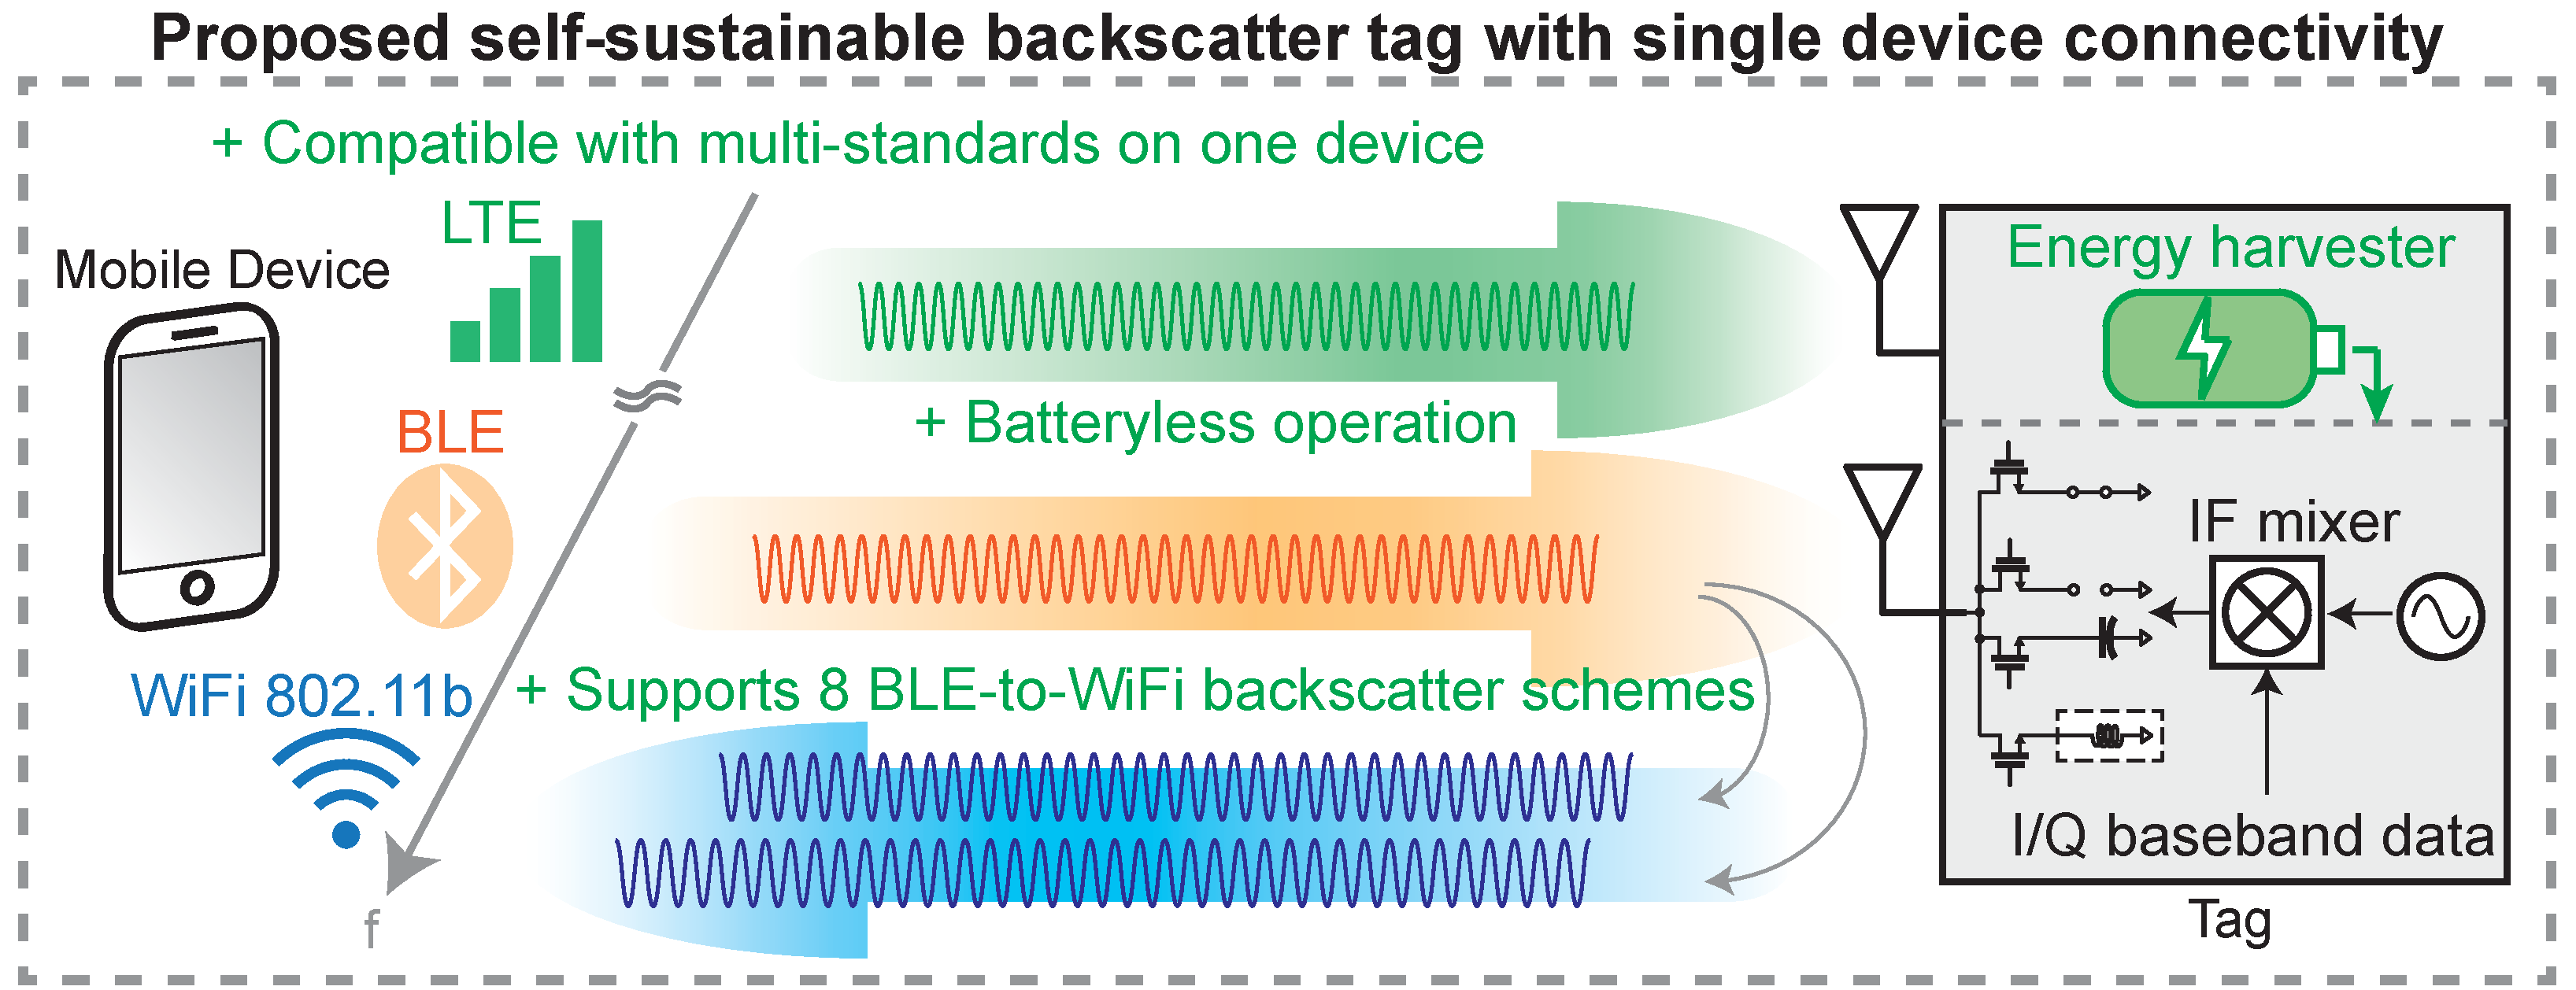 Proposed self-sustainable backscatter tag with single device connectivity
+ Compatible with multi-standards on one device
LTE
Mobile Device
Energy harvester
+ Batteryless operation
BLE
IF mixer
WiFi 802.11b
+ Supports 8 BLE-to-WiFi backscatter schemes
I/Q baseband data
f
Tag